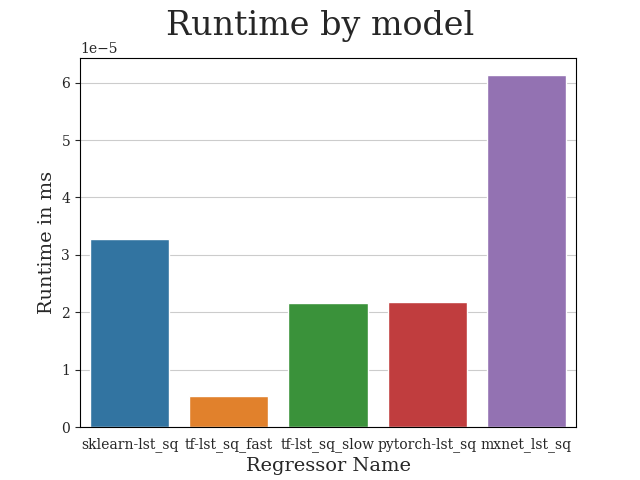 Runtime by model
1e−5
6
5
4
3
2
1
0
Runtime in ms
sklearn-lst_sq tf-lst_sq_fast tf-lst_sq_slow pytorch-lst_sq mxnet_lst_sq
Regressor Name